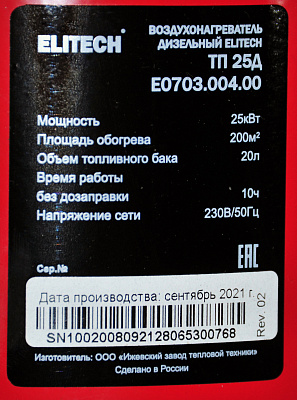 ELITECH
ВОЗДУХОНАГРЕВАТЕЛЬ
ДИЗЕЛЬНЫЙ ELITECH
ТП 25Д
Е0703.004.00
Мощность 25кВт
Площадь обогрева 200м²
Объем топливного бака 20л
Время работы
без дозаправки 10ч
Напряжение сети 230В/50Гц
ЕАС
Сер.№
Дата производства: сентябрь 2021 г.
SN1002008092128065300768
Rev. 02
Изготовитель: ООО «Ижевский завод тепловой техники»
Сделано в России